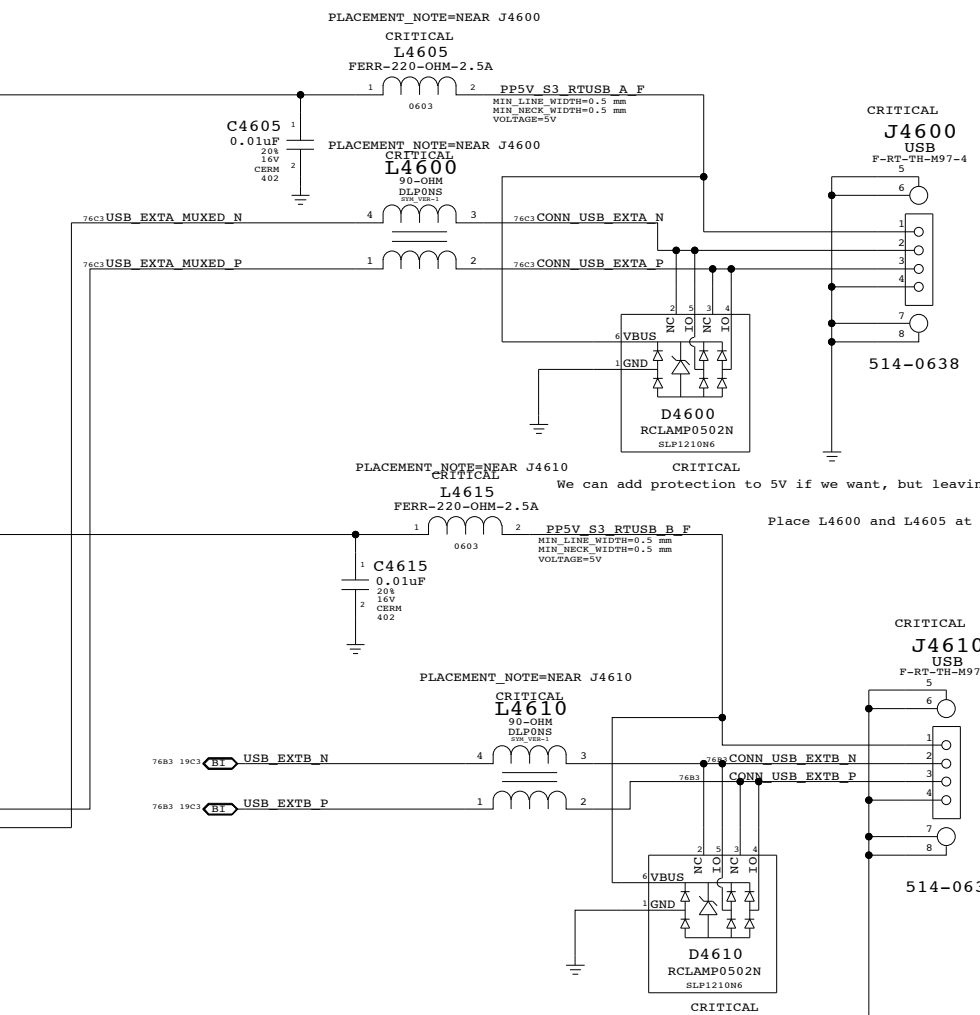 PLACEMENT_NOTE=NEAR J4600
CRITICAL
L4605
FERR-220-OHM-2.5A
1 2 PP5V_S3_RTUSB_A_F
0603
MIN_LINE_WIDTH=0.5 mm
MIN_NECK_WIDTH=0.5 mm
VOLTAGE=5V
C4605 1
0.01uF
20%
16V 2
CERM
402
PLACEMENT_NOTE=NEAR J4600
CRITICAL
L4600
90-OHM
DLP0NS
SYM_VER-1
76C3 USB_EXTA_MUXED_N 4 3 76C3 CONN_USB_EXTA_N
76C3 USB_EXTA_MUXED_P 1 2 76C3 CONN_USB_EXTA_P
CRITICAL
J4600
USB
F-RT-TH-M97-4
5
6
1
2
3
4
7
8
514-0638
2 5 3 4
NC IO NC IO
6 VBUS
1 GND
D4600
RCLAMP0502N
SLP1210N6
CRITICAL
We can add protection to 5V if we want, but leavin
Place L4600 and L4605 at
PLACEMENT_NOTE=NEAR J4610
CRITICAL
L4615
FERR-220-OHM-2.5A
1 2 PP5V_S3_RTUSB_B_F
0603
MIN_LINE_WIDTH=0.5 mm
MIN_NECK_WIDTH=0.5 mm
VOLTAGE=5V
1 C4615
0.01uF
20%
16V
2 CERM
402
PLACEMENT_NOTE=NEAR J4610
CRITICAL
L4610
90-OHM
DLP0NS
SYM_VER-1
76B3 19C3 BI USB_EXTB_N 4 3 76B3 CONN_USB_EXTB_N
76B3 19C3 BI USB_EXTB_P 1 2 76B3 CONN_USB_EXTB_P
CRITICAL
J4610
USB
F-RT-TH-M97
5
6
1
2
3
4
7
8
514-063
2 5 3 4
NC IO NC IO
6 VBUS
1 GND
D4610
RCLAMP0502N
SLP1210N6
CRITICAL